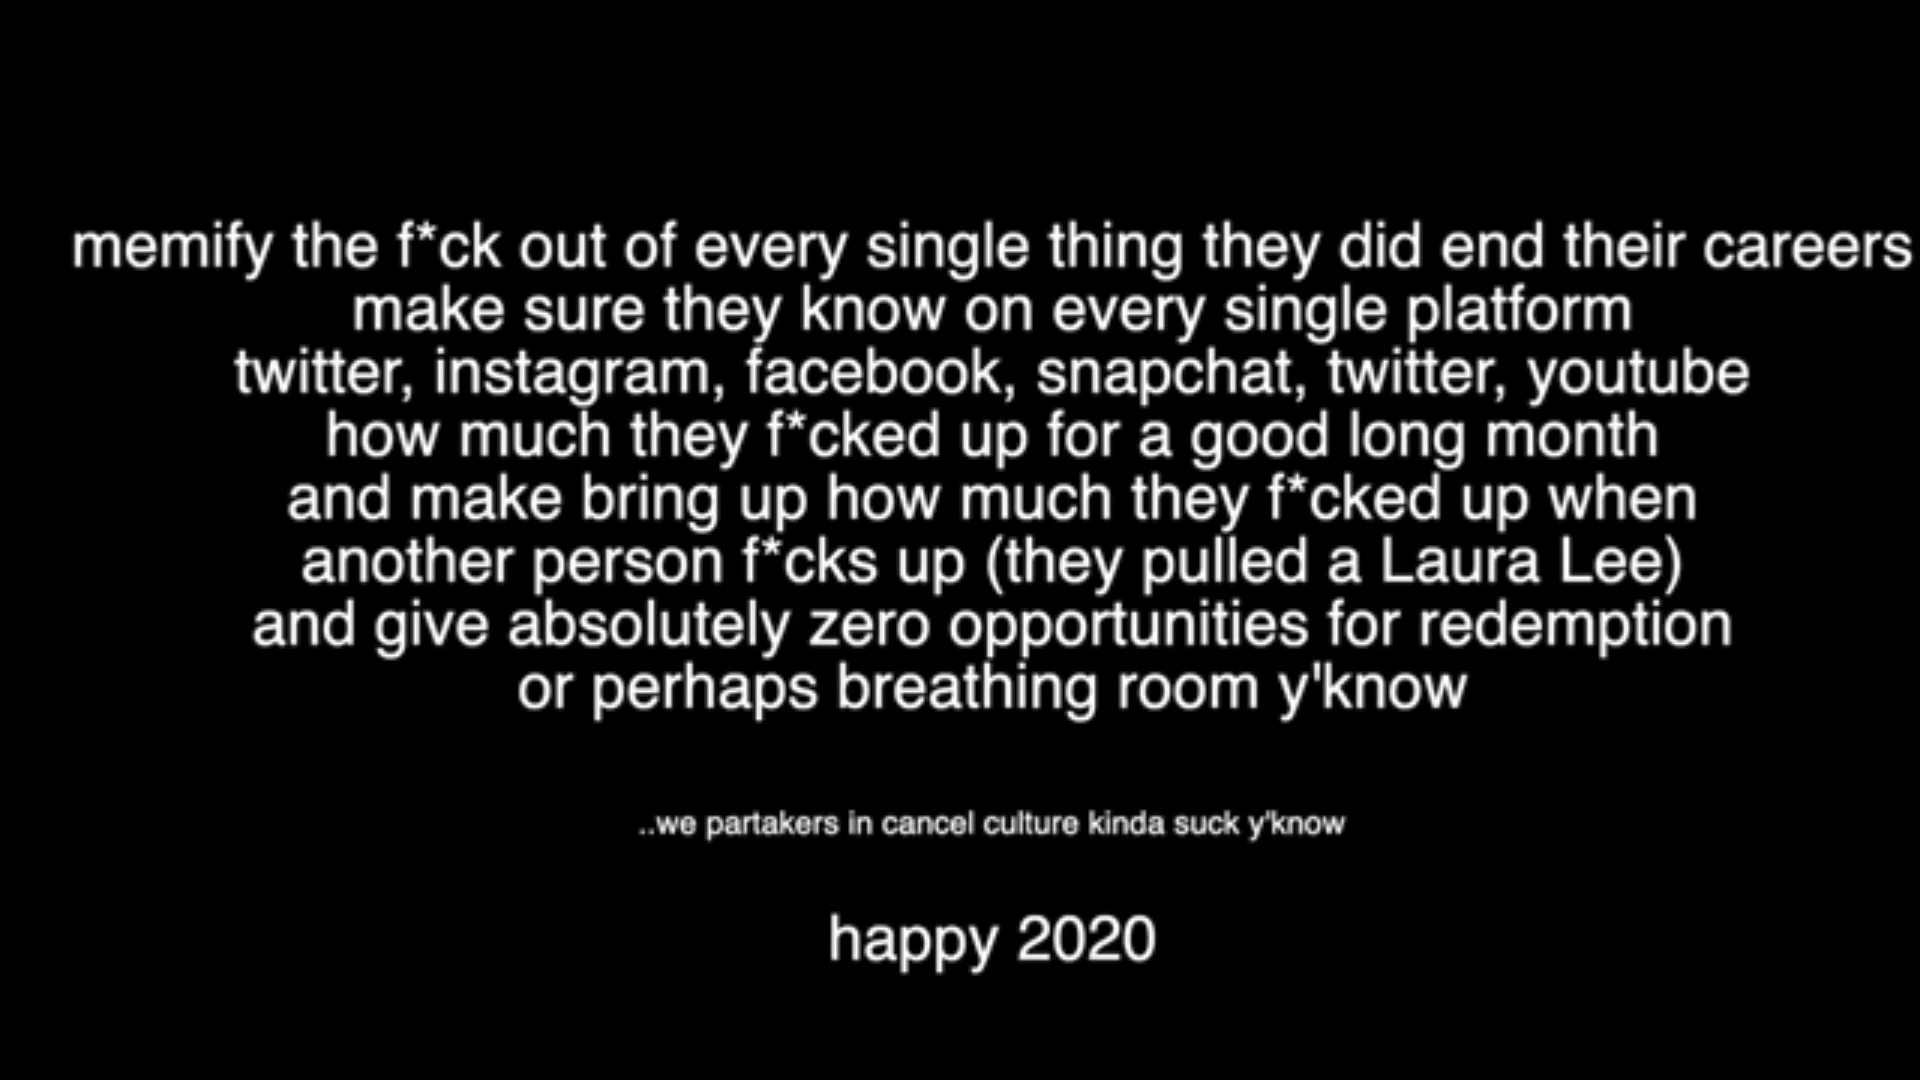 memify the f*ck out of every single thing they did end their careers
make sure they know on every single platform
twitter, instagram, facebook, snapchat, twitter, youtube
how much they f*cked up for a good long month
and make bring up how much they f*cked up when
another person f*cks up (they pulled a Laura Lee)
and give absolutely zero opportunities for redemption
or perhaps breathing room y'know
..we partakers in cancel culture kinda suck y'know
happy 2020